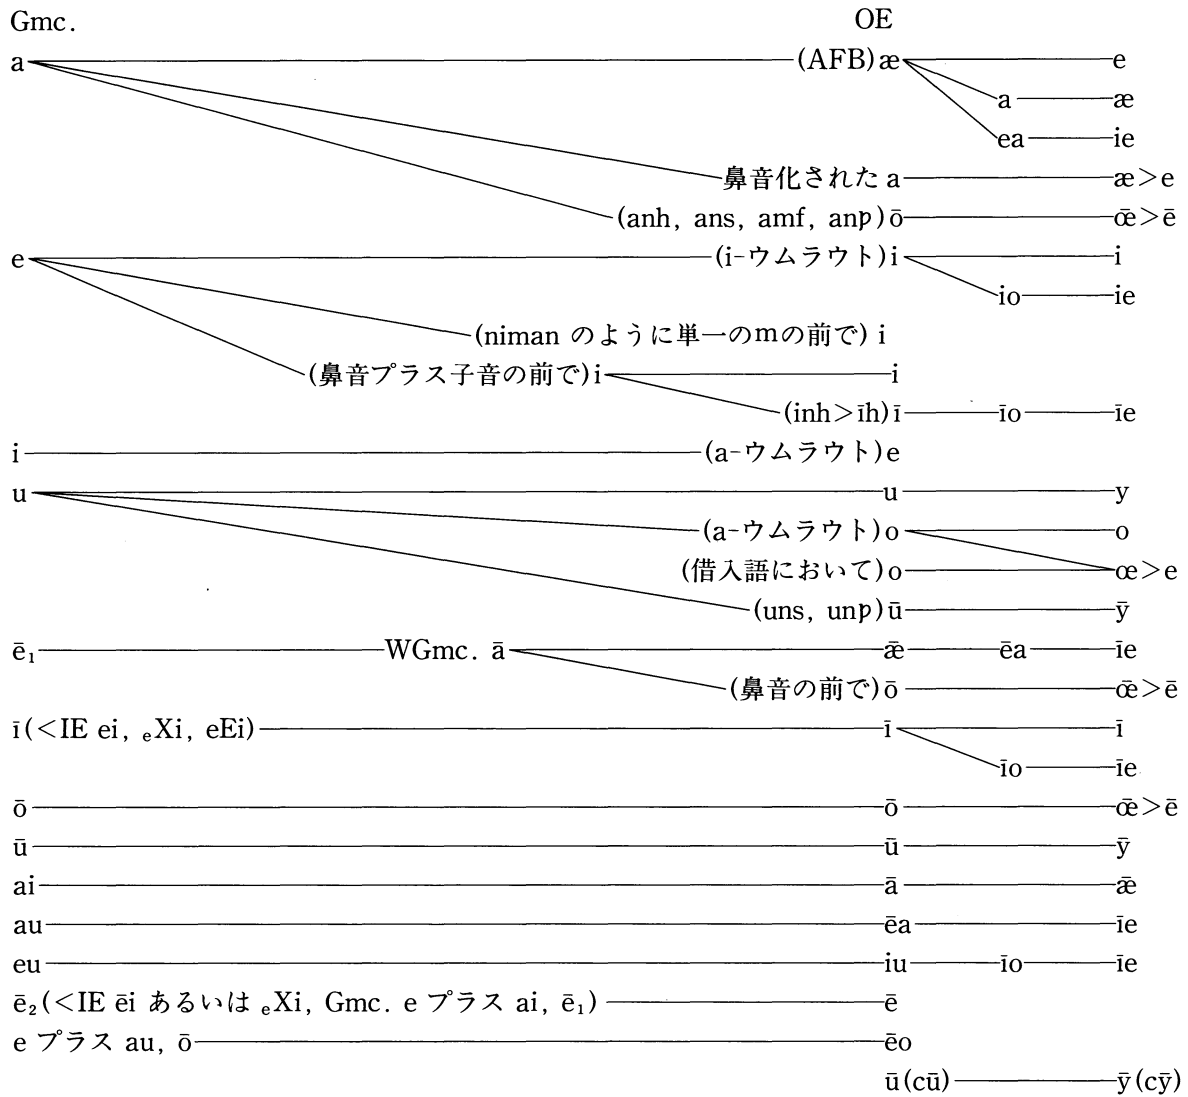 Gmc. OE
a (AFB)æ e
a æ
ea ie
鼻音化された a æ>e
(anh, ans, amf, anþ)ō œ̄>ē
e (i-ウムラウト)i i
io ie
(niman のように単一のmの前で) i
(鼻音プラス子音の前で)i i
(inh>īh)ī īo īe
i (a-ウムラウト)e
u u y
(a-ウムラウト)o o
(借入語において)o œ>e
(uns, unþ)ū ȳ
ē₁ WGmc. ā ǣ ēa īe
(鼻音の前で)ō œ̄>ē
ī(<IE ei, ₑXi, eEi) ī ī
īo īe
ō ō œ̄>ē
ū ū ȳ
ai ā ǣ
au ēa īe
eu iu īo īe
ē₂(<IE ēi あるいは ₑXi, Gmc. e プラス ai, ē₁) ē
e プラス au, ō ēo
ū(cū) ȳ(cȳ)